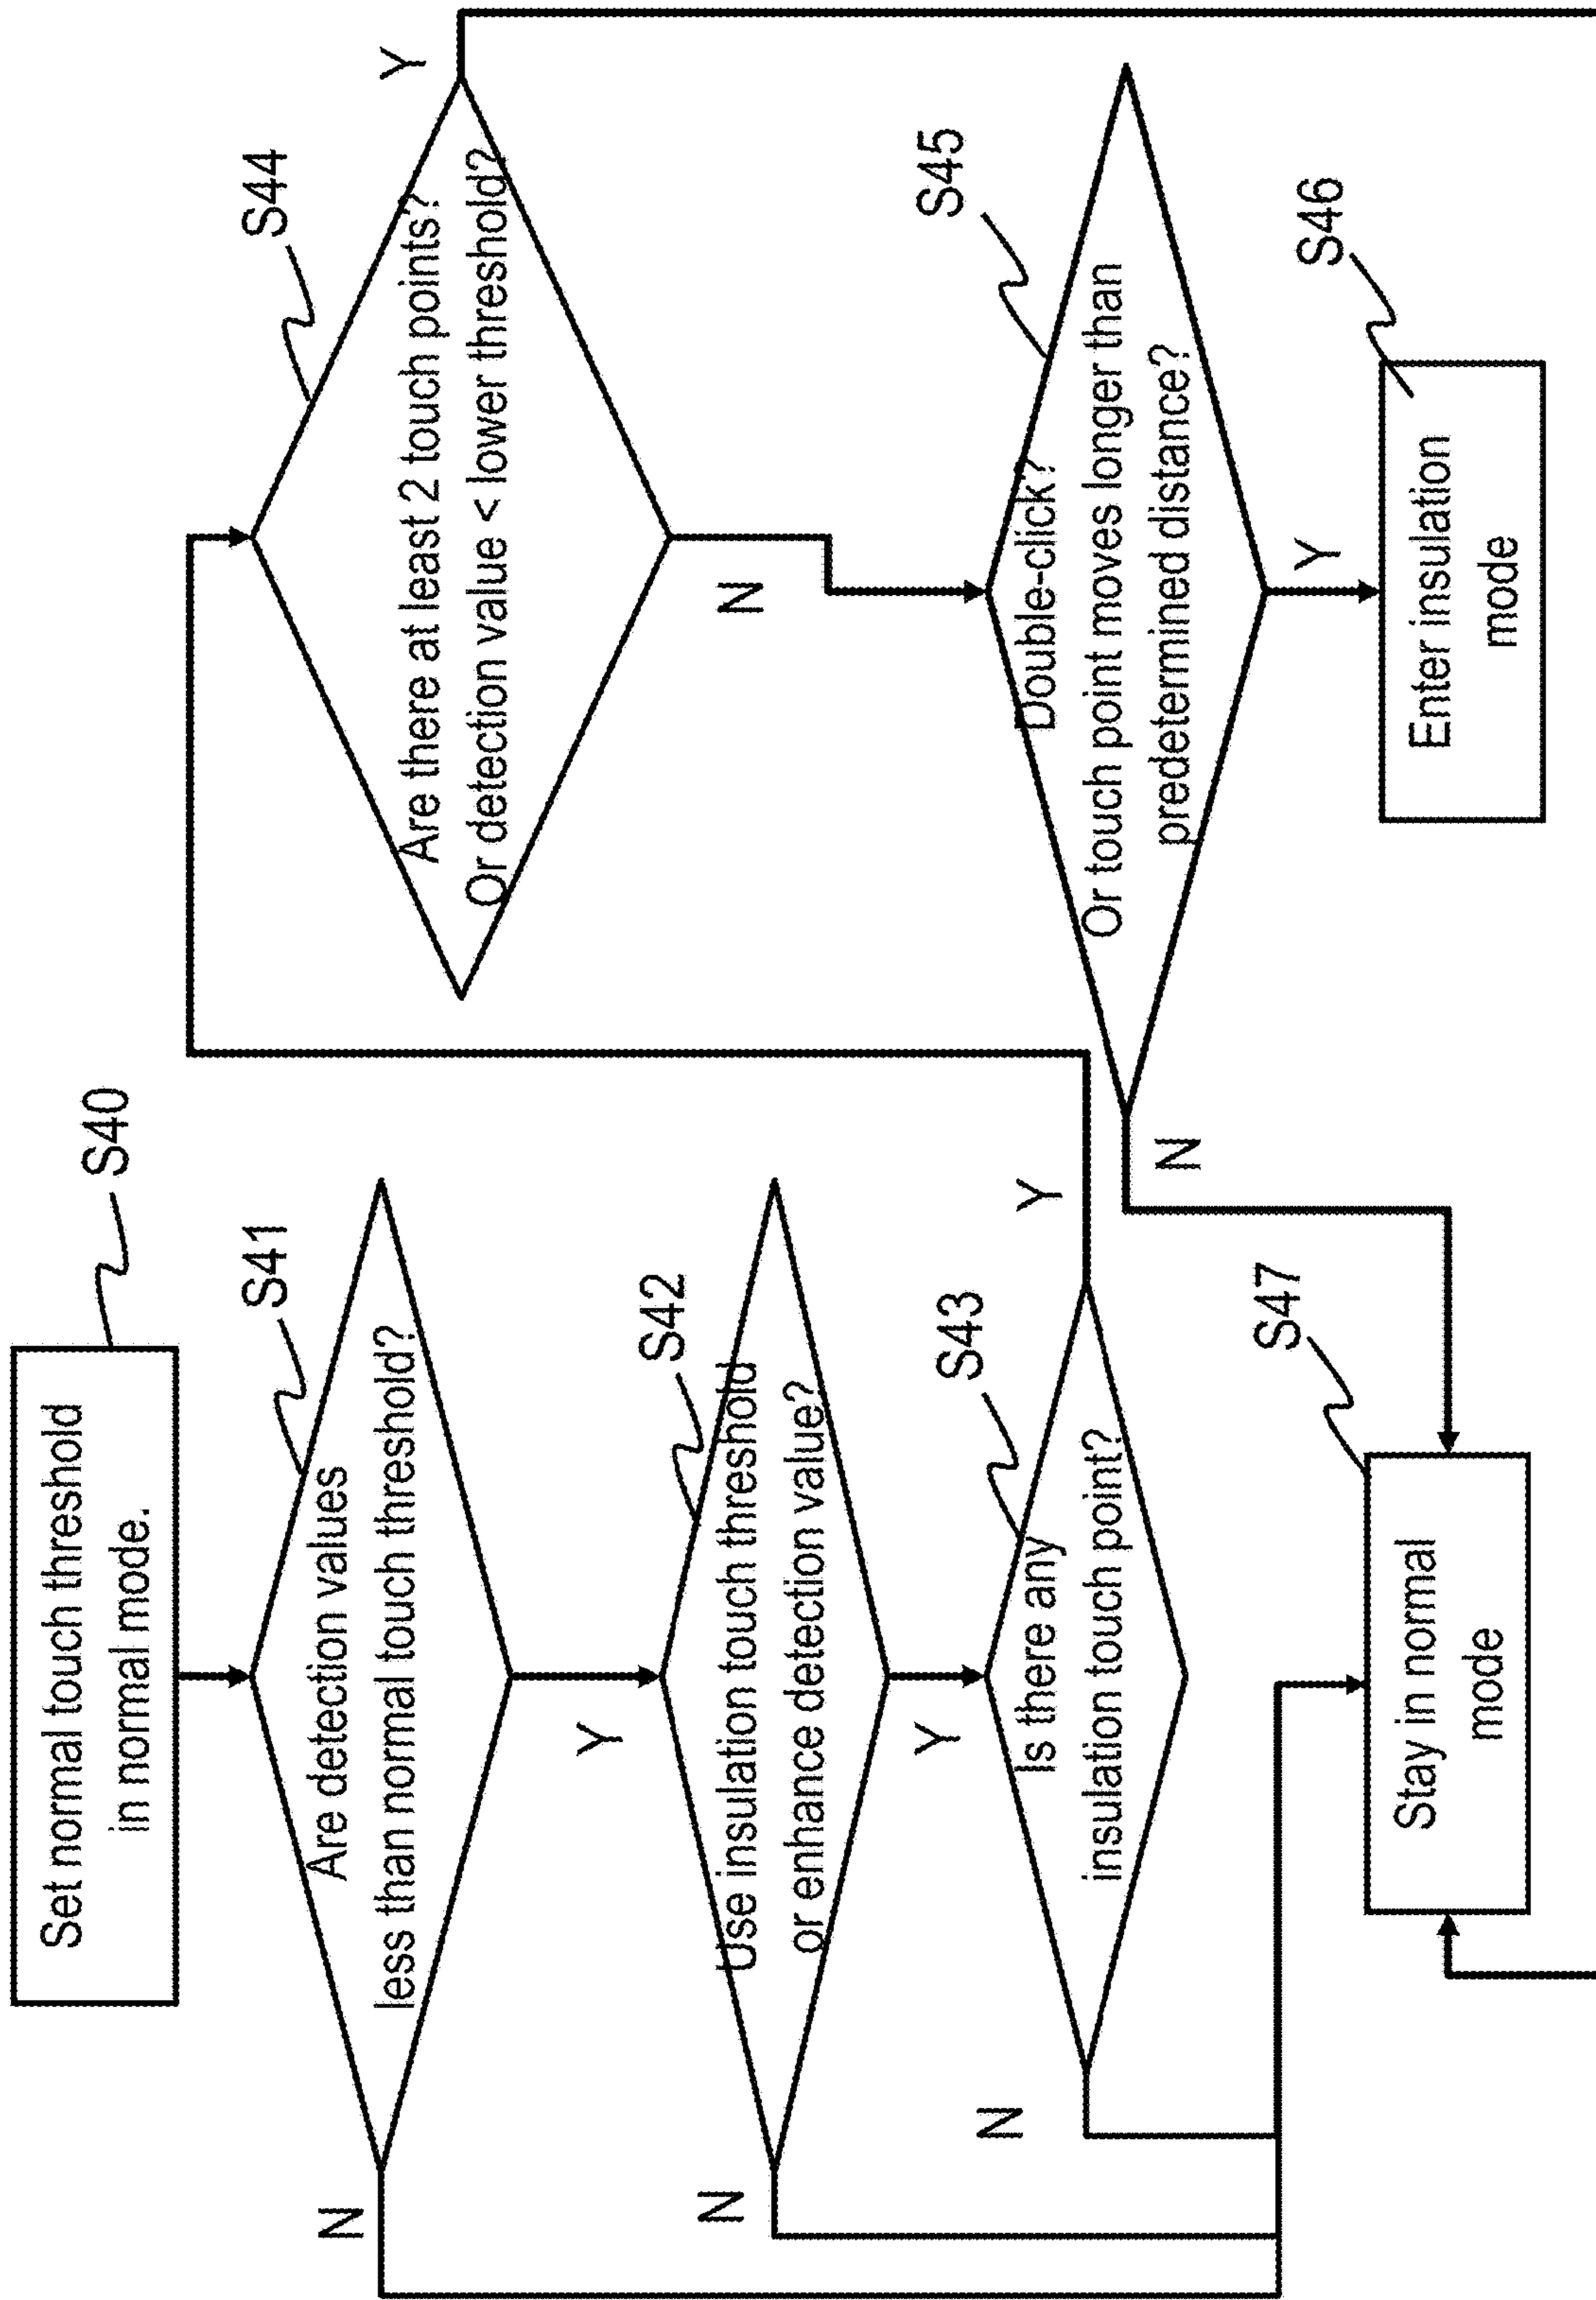 S40
Set normal touch threshold
in normal mode.
S41
Are detection values
less than normal touch threshold?
N
Y
S42
Use insulation touch threshold
or enhance detection value?
N
Y
S43
Is there any
insulation touch point?
N
Y
S47
Stay in normal
mode
S44
Are there at least 2 touch points?
Or detection value < lower threshold?
Y
N
S45
Double-click?
Or touch point moves longer than
predetermined distance?
N
Y
S46
Enter insulation
mode